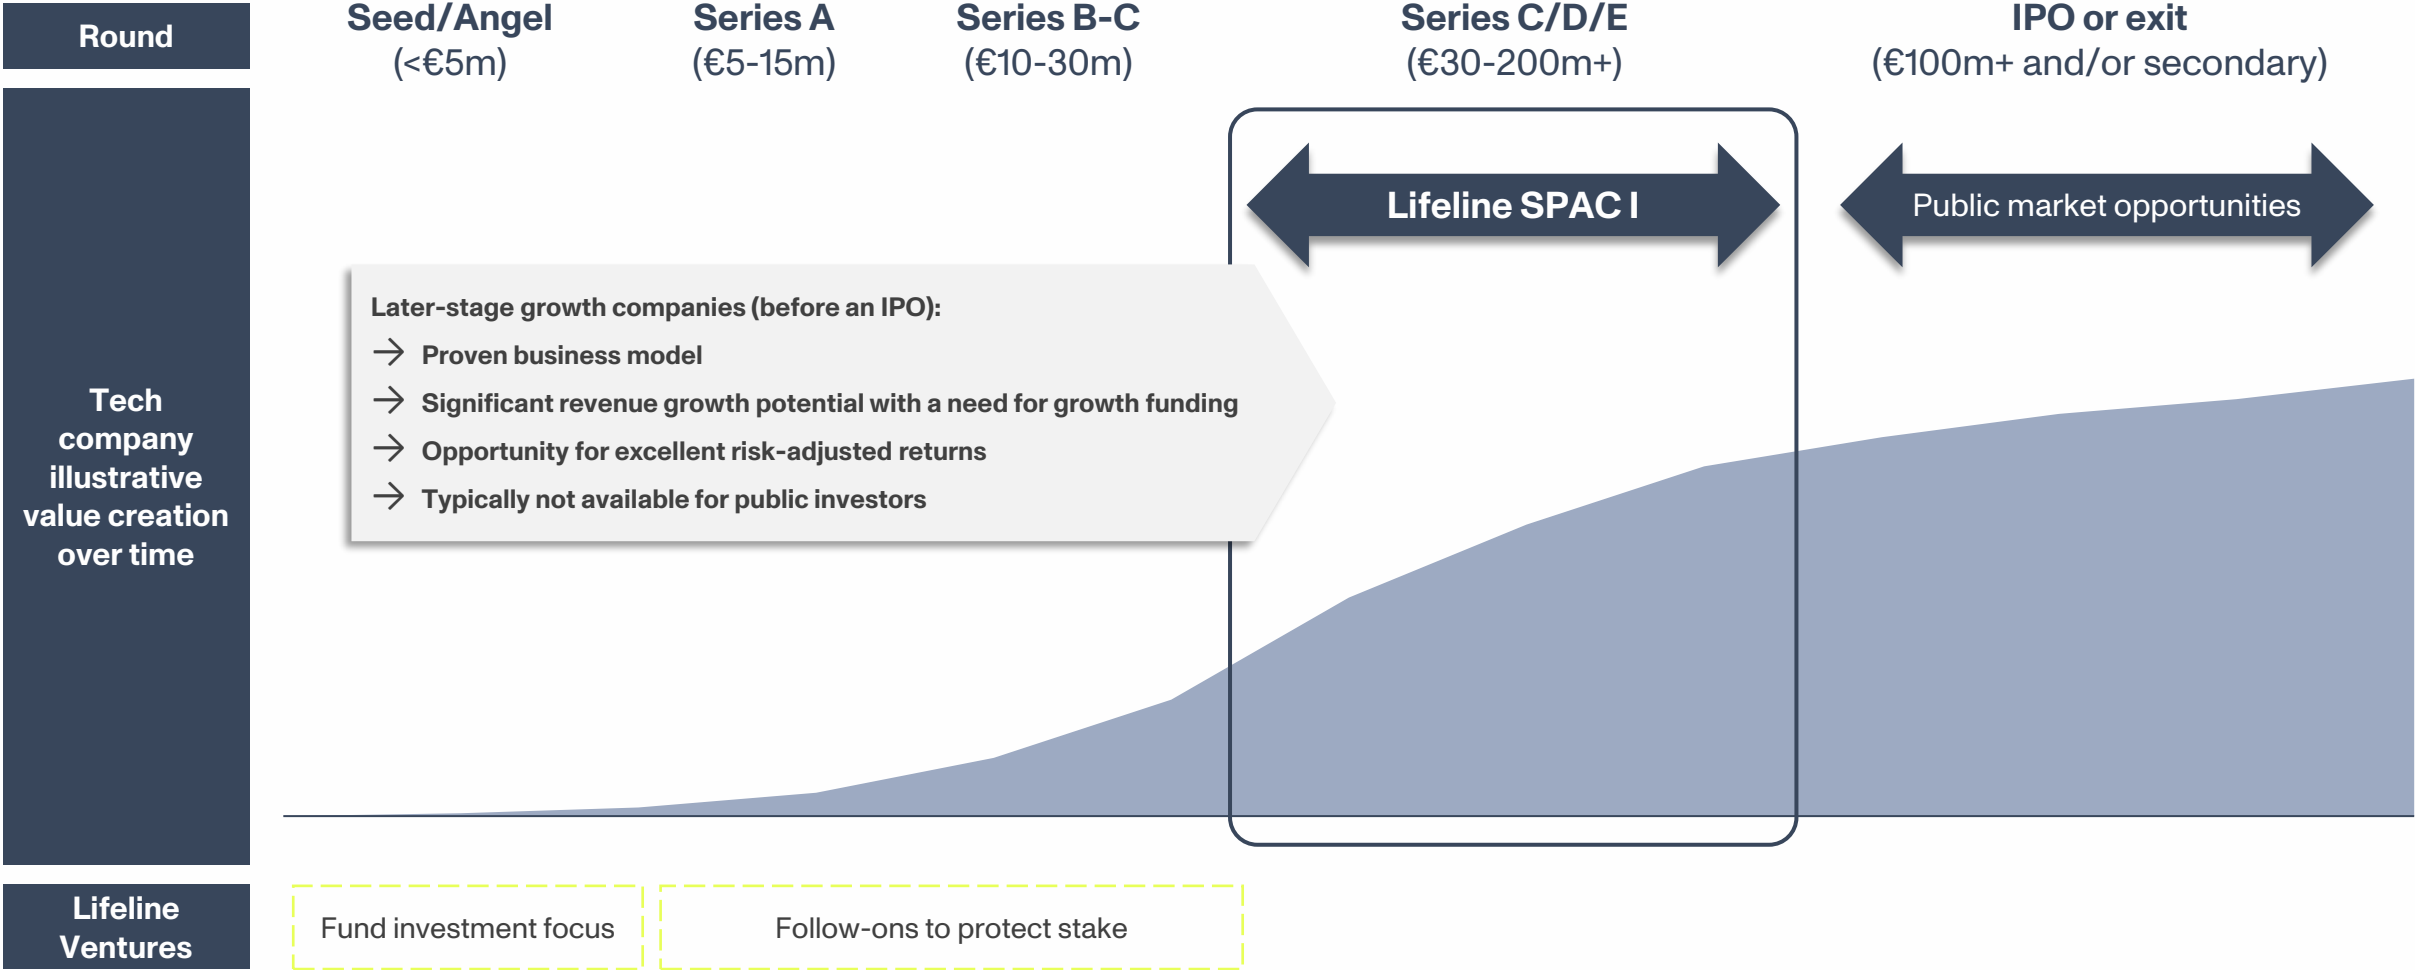 Round
Seed/Angel
(<€5m)
Series A
(€5-15m)
Series B-C
(€10-30m)
Series C/D/E
(€30-200m+)
IPO or exit
(€100m+ and/or secondary)
Lifeline SPAC I
Public market opportunities
Later-stage growth companies (before an IPO):
→ Proven business model
→ Significant revenue growth potential with a need for growth funding
→ Opportunity for excellent risk-adjusted returns
→ Typically not available for public investors
Tech
company
illustrative
value creation
over time
Lifeline
Ventures
Fund investment focus
Follow-ons to protect stake